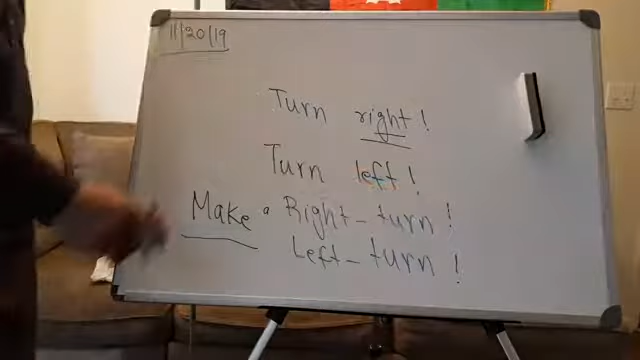 11/20/19
Turn right!
Turn left!
Make a Right-turn!
Left-turn!